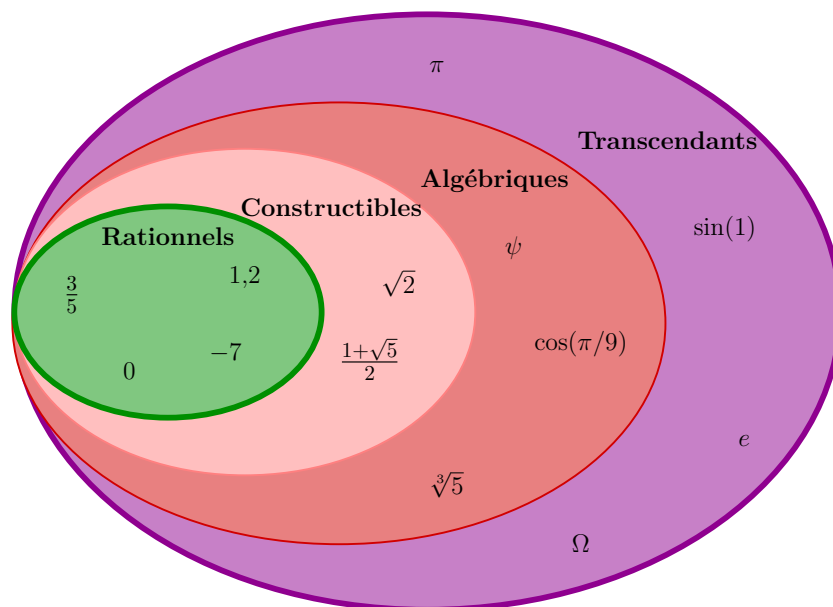 π
Transcendants
Algébriques
Constructibles
sin(1)
Rationnels
ψ
3/5
1,2
√2
cos(π/9)
−7
(1+√5)/2
0
e
∛5
Ω